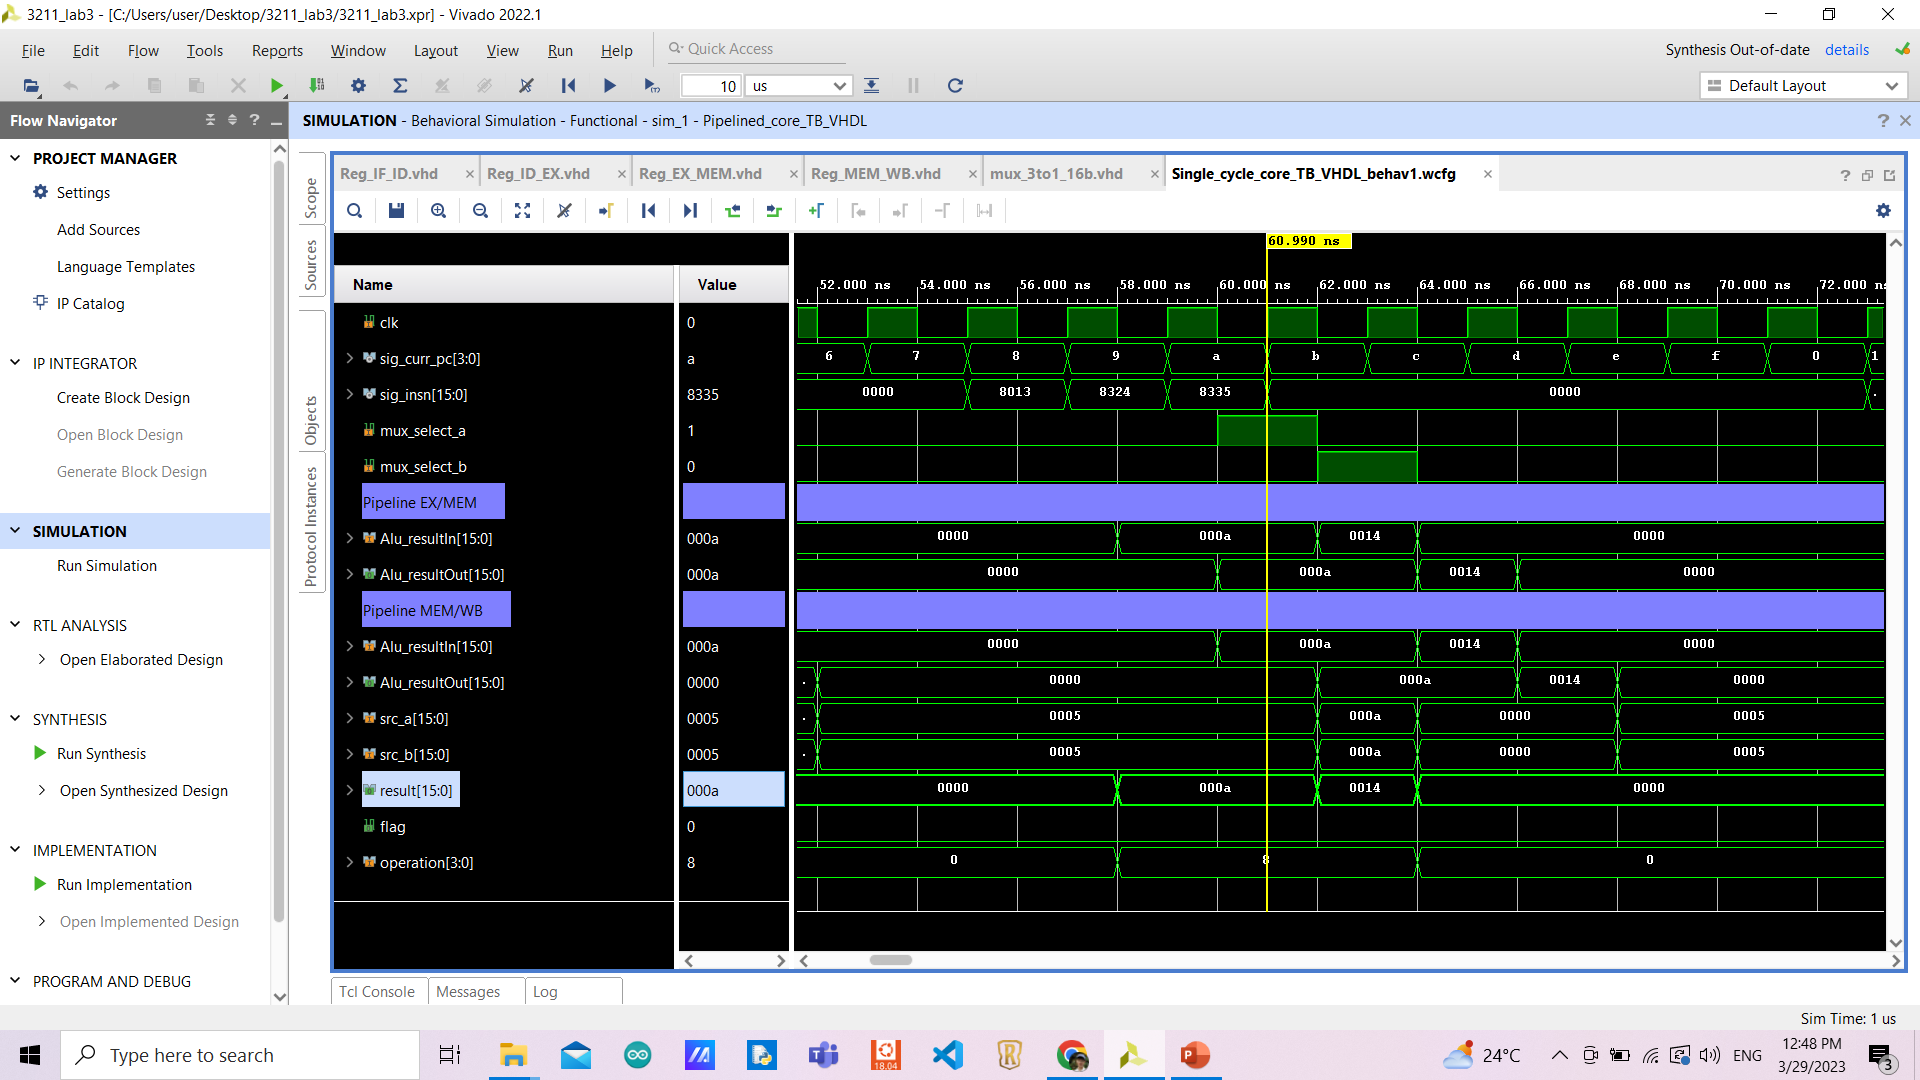 3211_lab3 - [C:/Users/user/Desktop/3211_lab3/3211_lab3.xpr] - Vivado 2022.1
File Edit Flow Tools Reports Window Layout View Run Help Quick Access
Synthesis Out-of-date details
10 us
Default Layout
Flow Navigator
SIMULATION - Behavioral Simulation - Functional - sim_1 - Pipelined_core_TB_VHDL
PROJECT MANAGER
Settings
Add Sources
Language Templates
IP Catalog
IP INTEGRATOR
Create Block Design
Open Block Design
Generate Block Design
SIMULATION
Run Simulation
RTL ANALYSIS
Open Elaborated Design
SYNTHESIS
Run Synthesis
Open Synthesized Design
IMPLEMENTATION
Run Implementation
Open Implemented Design
PROGRAM AND DEBUG
Scope
Sources
Objects
Protocol Instances
Reg_IF_ID.vhd Reg_ID_EX.vhd Reg_EX_MEM.vhd Reg_MEM_WB.vhd mux_3to1_16b.vhd Single_cycle_core_TB_VHDL_behav1.wcfg
60.990 ns
Name Value
52.000 ns 54.000 ns 56.000 ns 58.000 ns 60.000 ns 62.000 ns 64.000 ns 66.000 ns 68.000 ns 70.000 ns 72.000 ns
clk 0
sig_curr_pc[3:0] a 6 7 8 9 a b c d e f 0 1
sig_insn[15:0] 8335 0000 8013 8324 8335 0000 .
mux_select_a 1
mux_select_b 0
Pipeline EX/MEM
Alu_resultIn[15:0] 000a 0000 000a 0014 0000
Alu_resultOut[15:0] 000a 0000 000a 0014 0000
Pipeline MEM/WB
Alu_resultIn[15:0] 000a 0000 000a 0014 0000
Alu_resultOut[15:0] 0000 . 0000 000a 0014 0000
src_a[15:0] 0005 . 0005 000a 0000 0005
src_b[15:0] 0005 . 0005 000a 0000 0005
result[15:0] 000a 0000 000a 0014 0000
flag 0
operation[3:0] 8 0 8 0
Tcl Console Messages Log
Sim Time: 1 us
Type here to search
18.04
24°C
ENG
12:48 PM
3/29/2023
3